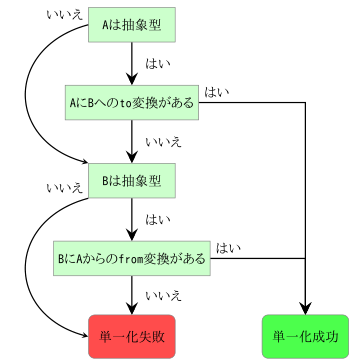 いいえ
Aは抽象型
はい
AにBへのto変換がある
はい
いいえ
Bは抽象型
いいえ
はい
BにAからのfrom変換がある
はい
いいえ
単一化失敗
単一化成功